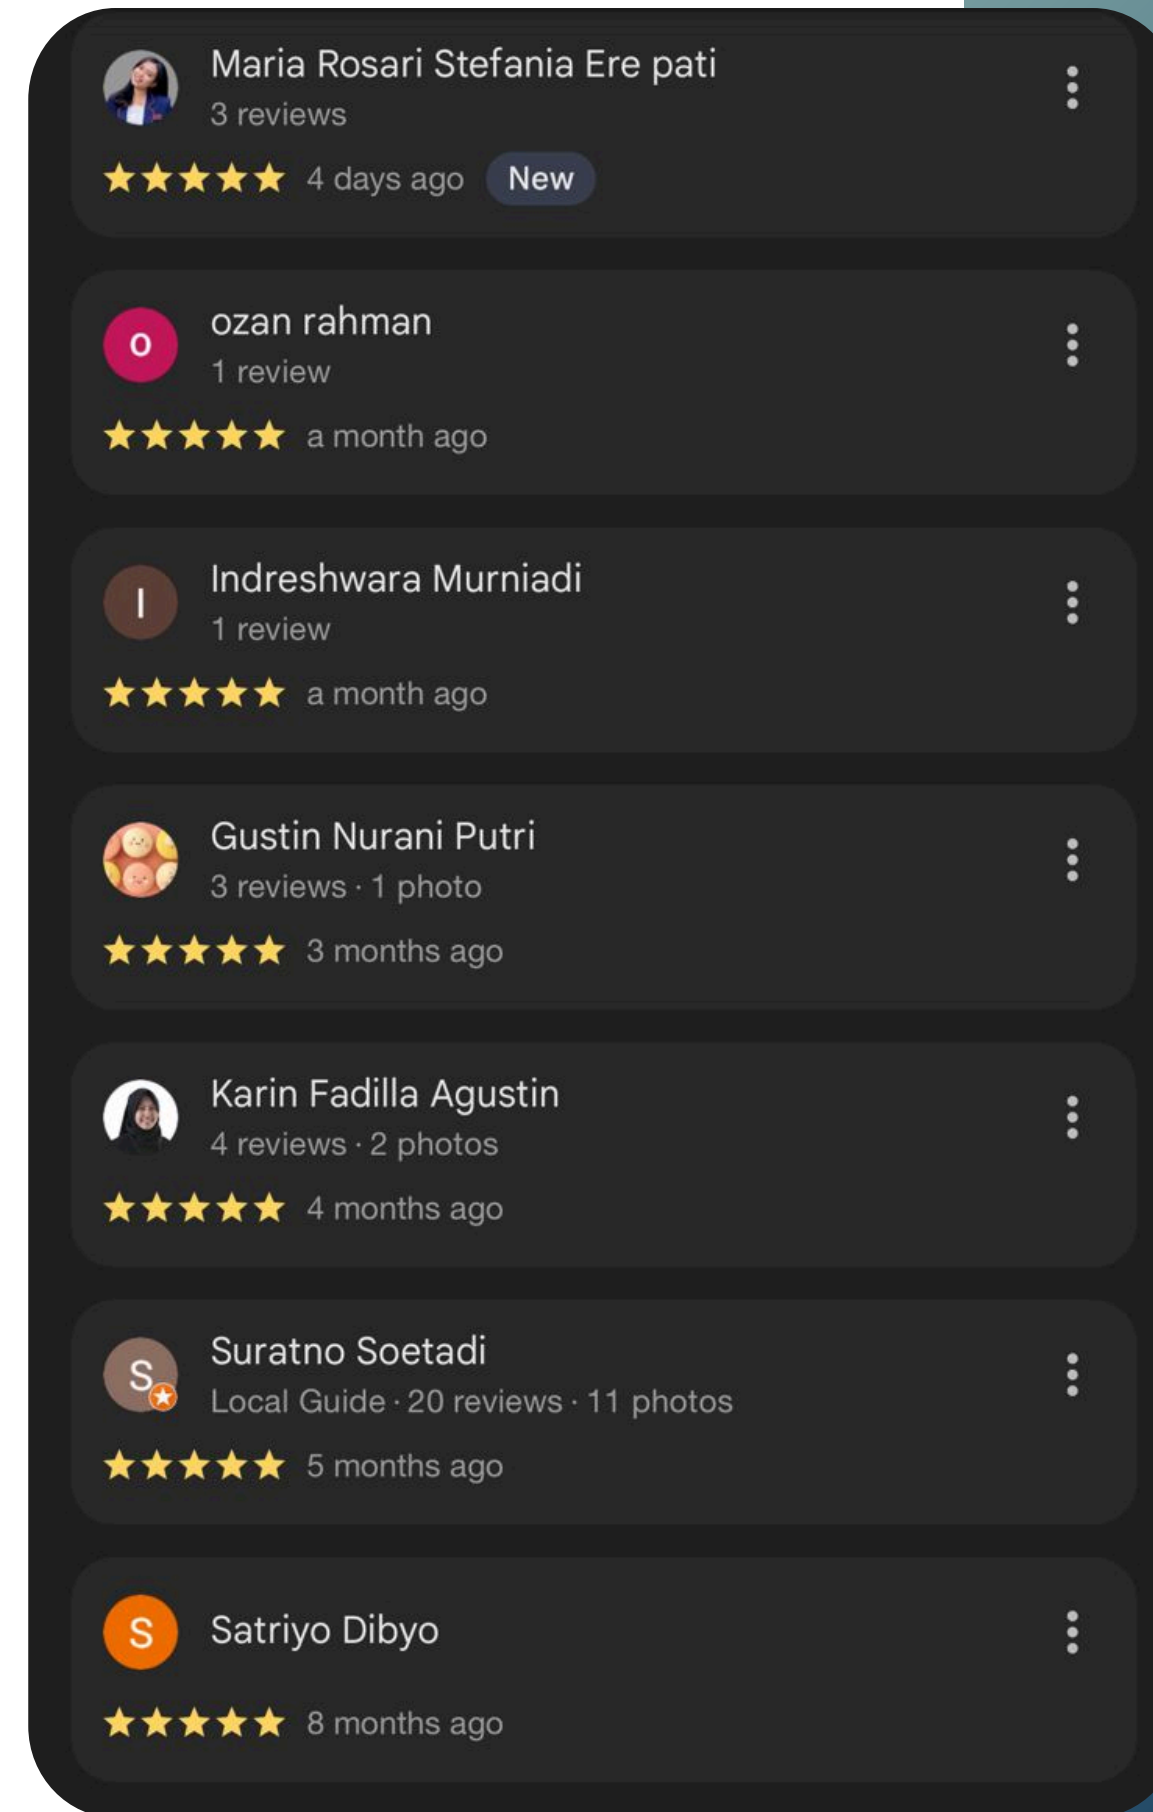 Maria Rosari Stefania Ere pati
3 reviews
4 days ago New
o
ozan rahman
1 review
a month ago
I
Indreshwara Murniadi
1 review
a month ago
Gustin Nurani Putri
3 reviews · 1 photo
3 months ago
Karin Fadilla Agustin
4 reviews · 2 photos
4 months ago
S
Suratno Soetadi
Local Guide · 20 reviews · 11 photos
5 months ago
S
Satriyo Dibyo
8 months ago